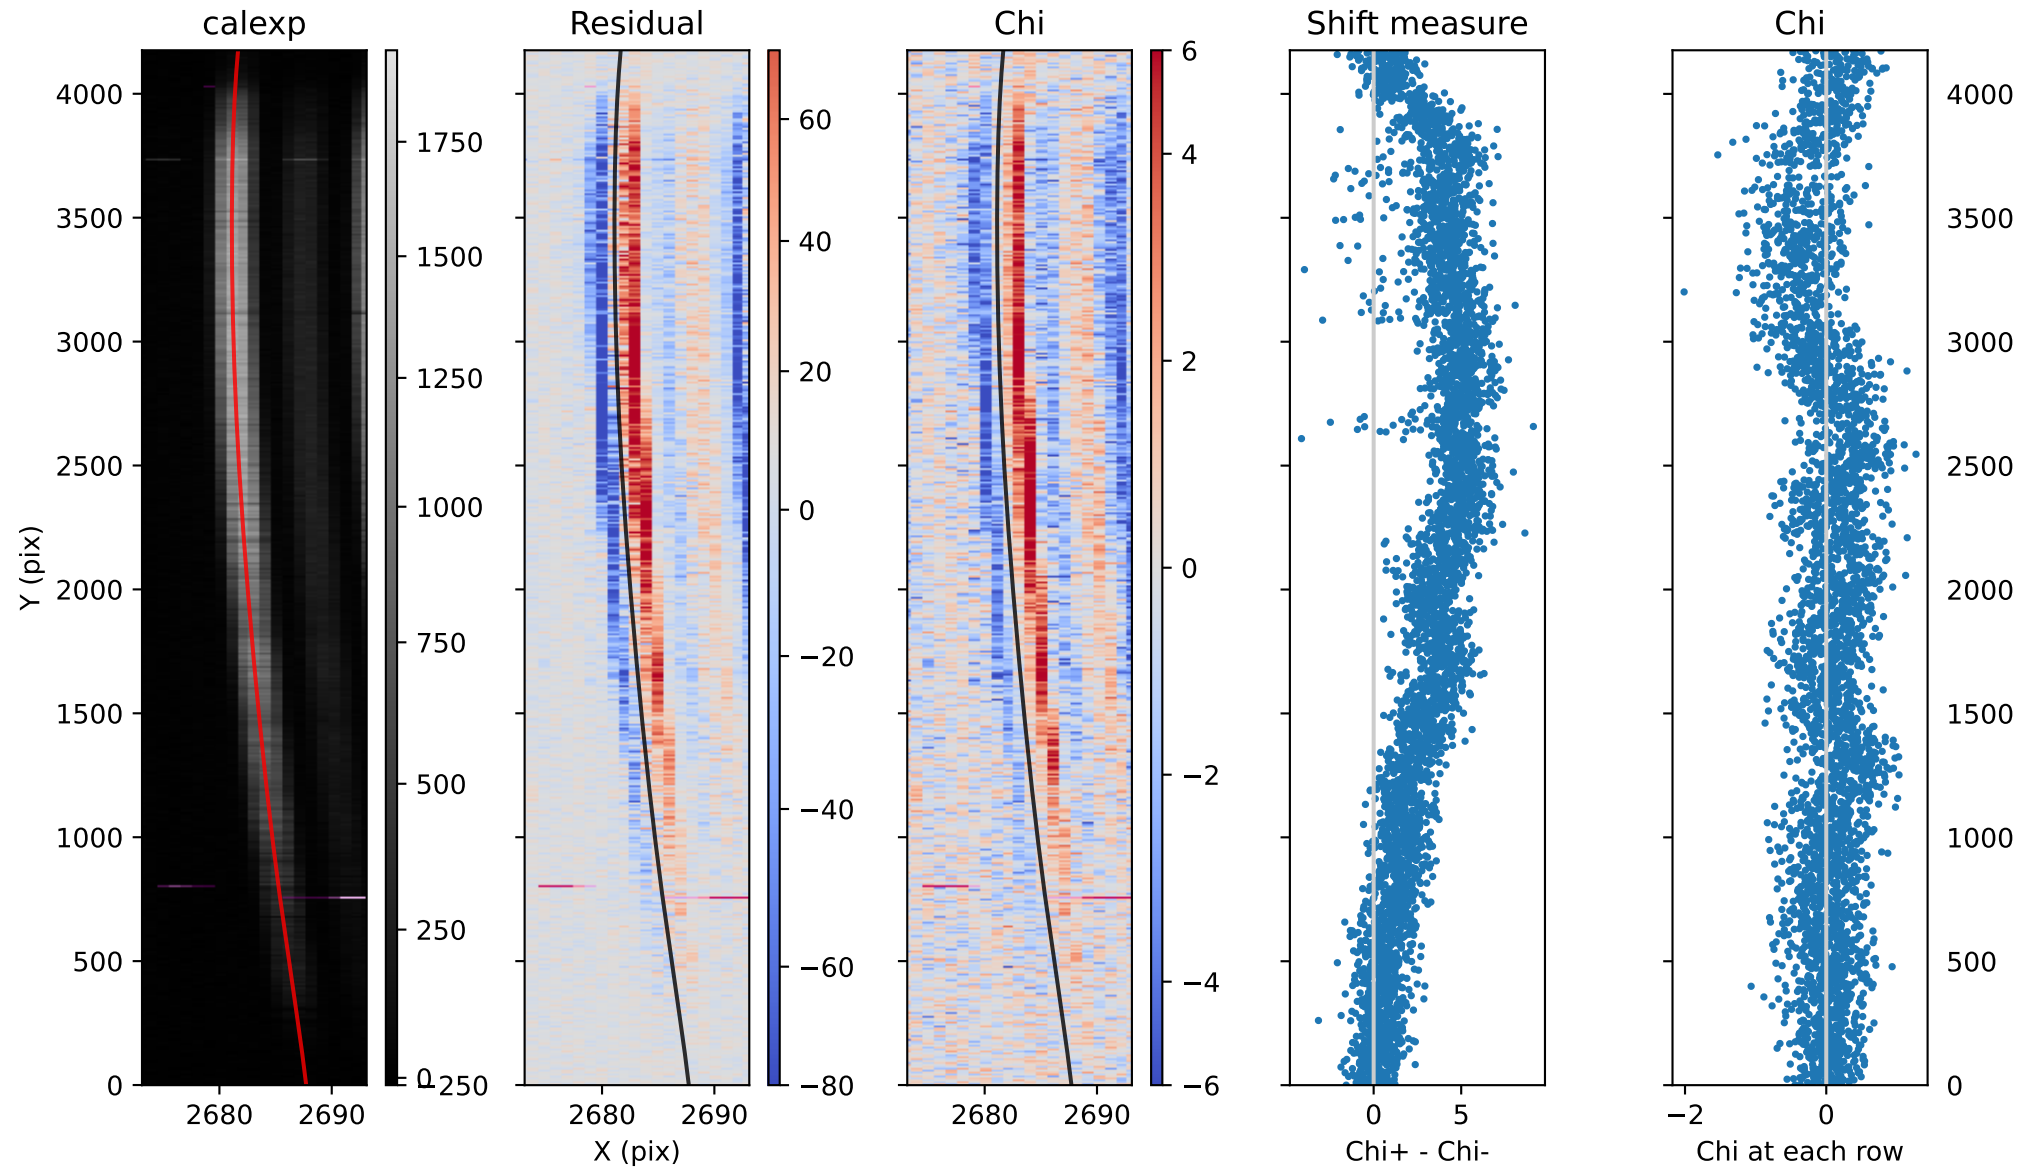 calexp Residual Chi Shift measure Chi
4000 1750 60 6 4000
3500 1500 40 4 3500
3000 1250 20 2 3000
2500 1000 0 0 2500
2000 750 −20 −2 2000
1500 500 −40 −4 1500
1000 250 −60 −6 1000
500 0 −80 500
0 −250 0
Y (pix)
2680 2690 2680 2690 2680 2690 0 5 −2 0
X (pix) Chi+ - Chi- Chi at each row